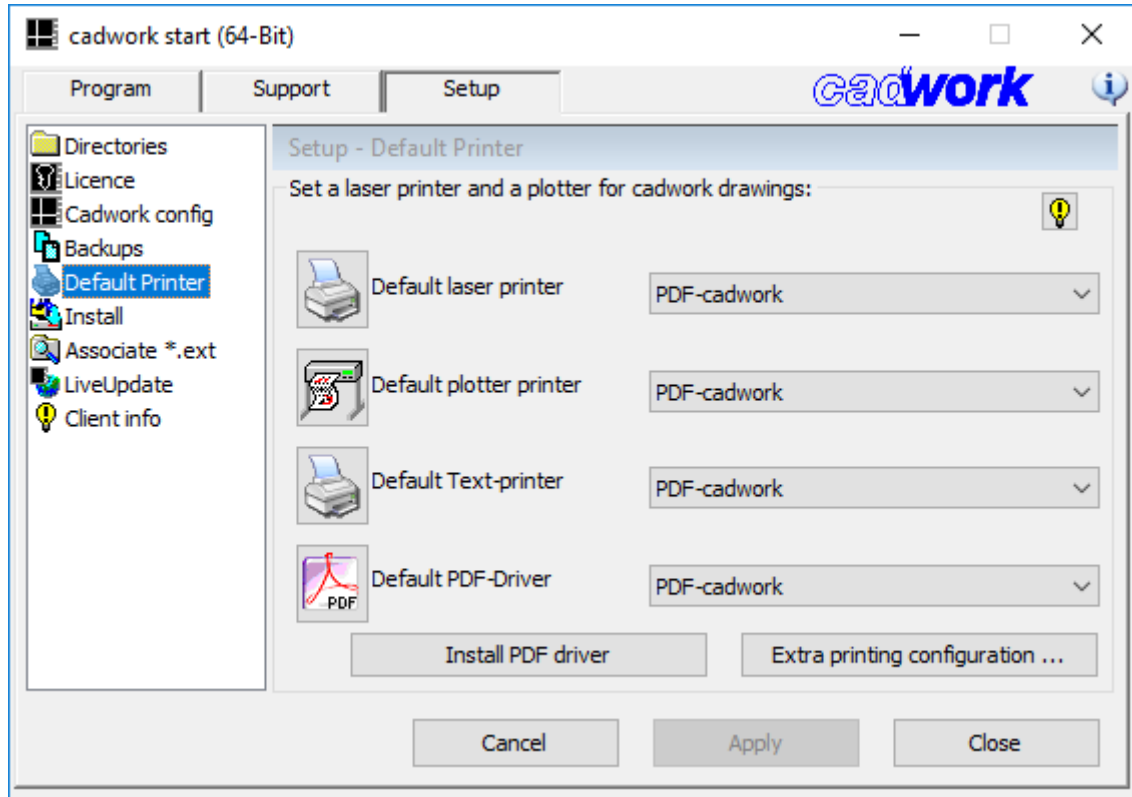 cadwork start (64-Bit)
Program
Support
Setup
cadwork
Directories
Licence
Cadwork config
Backups
Default Printer
Install
Associate *.ext
LiveUpdate
Client info
Setup - Default Printer
Set a laser printer and a plotter for cadwork drawings:
Default laser printer
PDF-cadwork
Default plotter printer
PDF-cadwork
Default Text-printer
PDF-cadwork
PDF
Default PDF-Driver
PDF-cadwork
Install PDF driver
Extra printing configuration ...
Cancel
Apply
Close